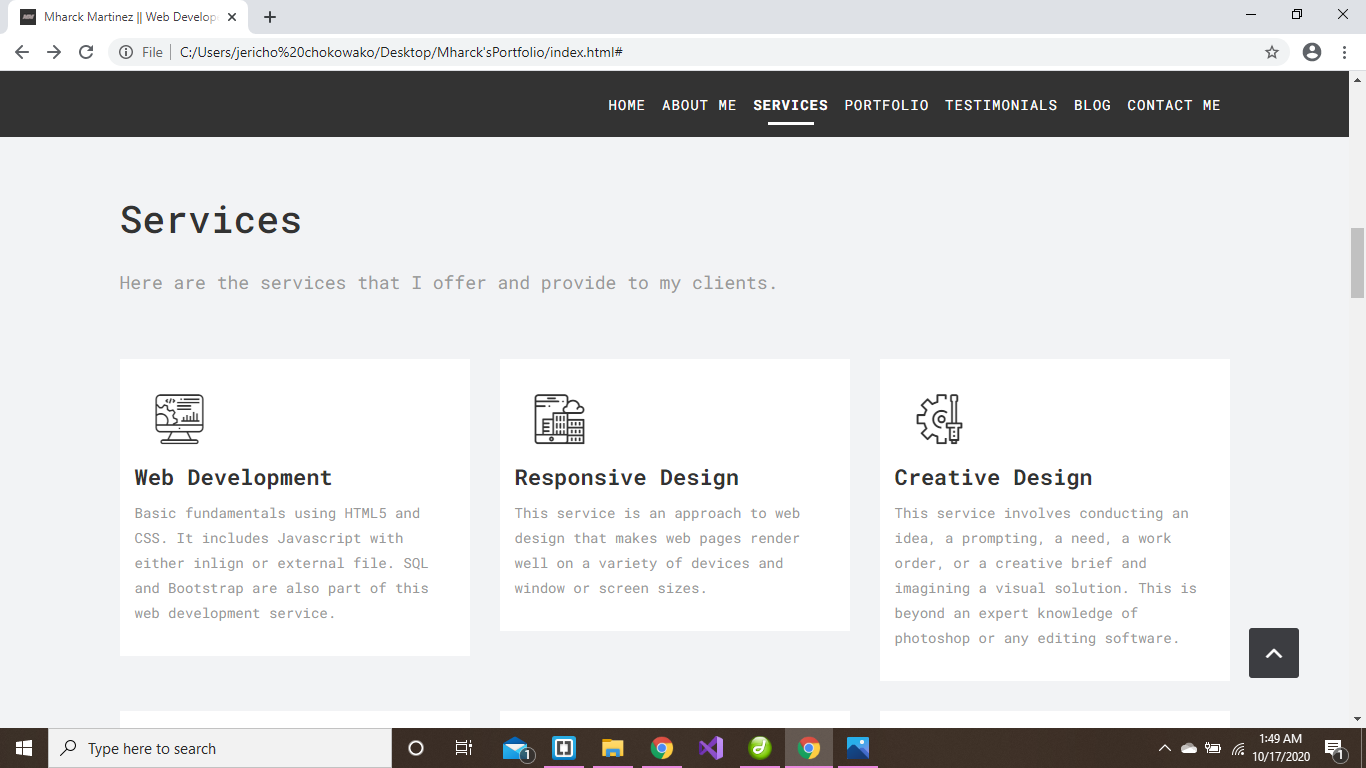 Mharck Martinez || Web Develop
File
C:/Users/jericho%20chokowako/Desktop/Mharck'sPortfolio/index.html#
HOME ABOUT ME SERVICES PORTFOLIO TESTIMONIALS BLOG CONTACT ME
Services
Here are the services that I offer and provide to my clients.
Web Development
Basic fundamentals using HTML5 and
CSS. It includes Javascript with
either inlign or external file. SQL
and Bootstrap are also part of this
web development service.
Responsive Design
This service is an approach to web
design that makes web pages render
well on a variety of devices and
window or screen sizes.
Creative Design
This service involves conducting an
idea, a prompting, a need, a work
order, or a creative brief and
imagining a visual solution. This is
beyond an expert knowledge of
photoshop or any editing software.
Type here to search
1
1:49 AM
10/17/2020
1